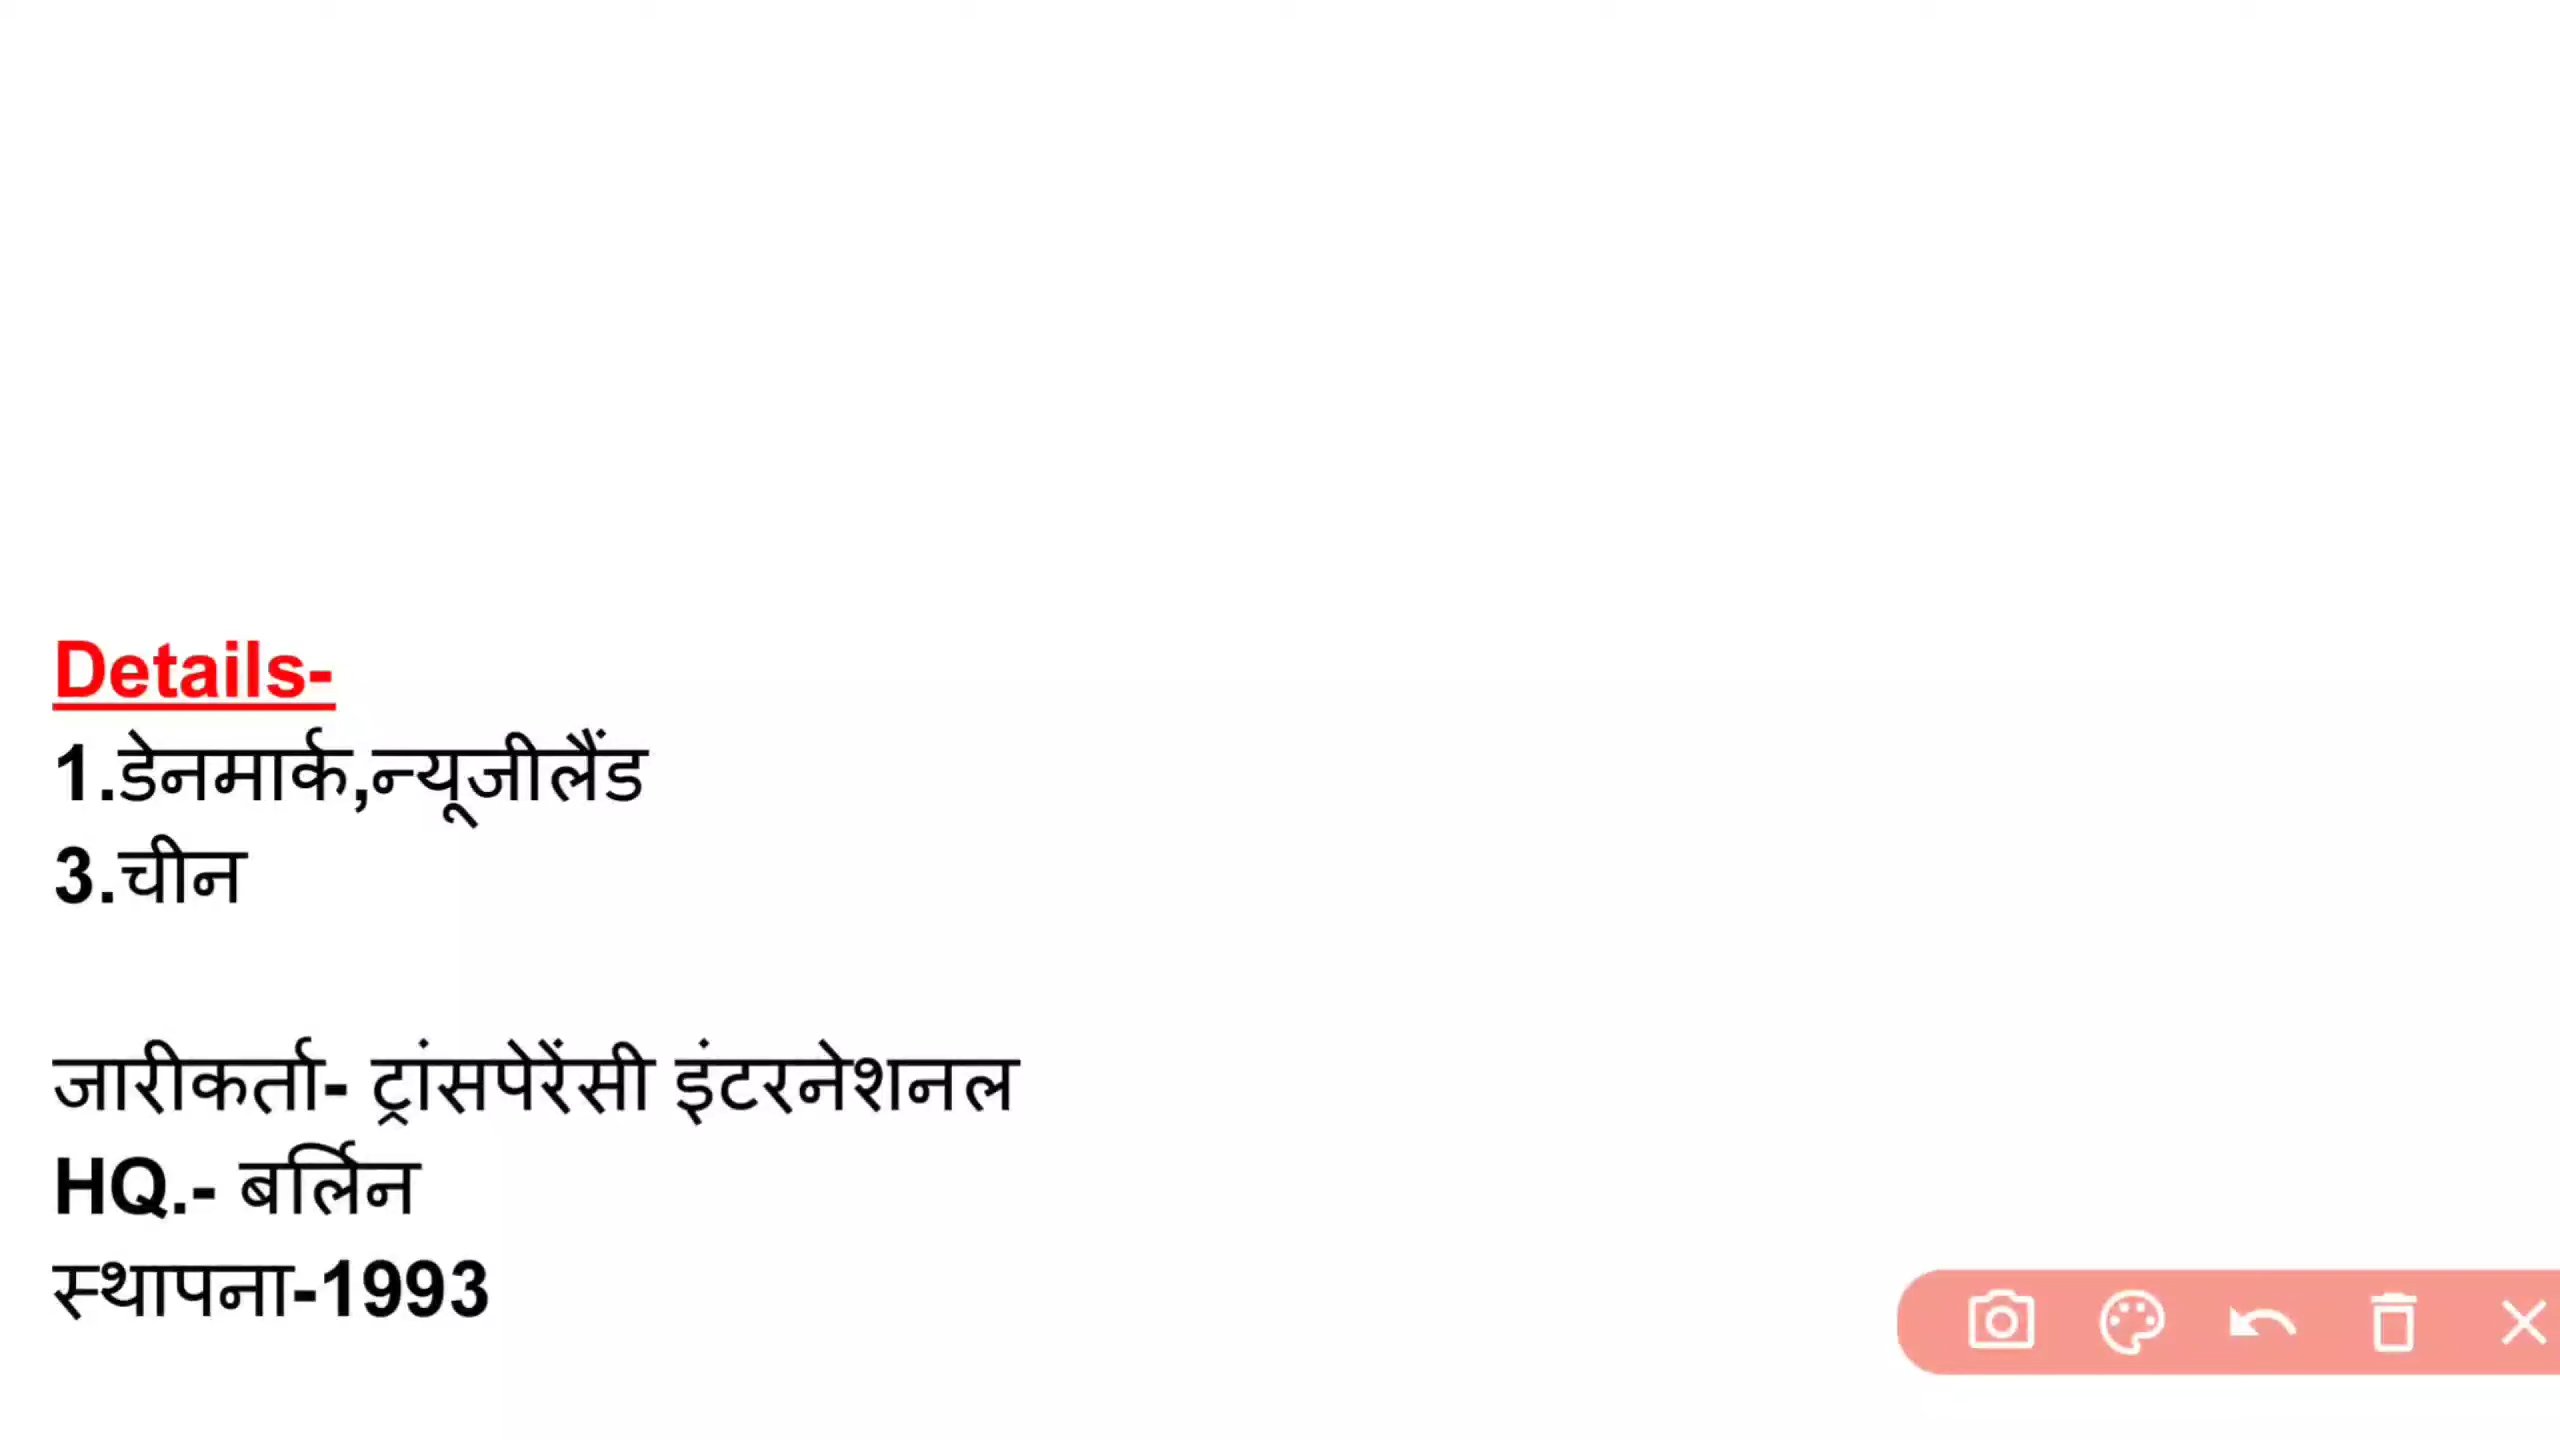 Details-
1.डेनमार्क,न्यूजीलैंड
3.चीन
जारीकर्ता- ट्रांसपेरेंसी इंटरनेशनल
HQ.- बर्लिन
स्थापना-1993